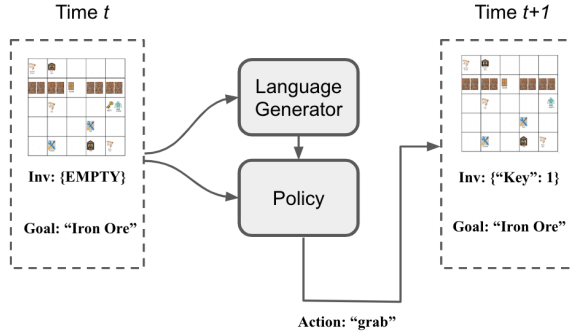 Time t
Time t+1
Language
Generator
Policy
Inv: {EMPTY}
Goal: “Iron Ore”
Inv: {“Key”: 1}
Goal: “Iron Ore”
Action: “grab”